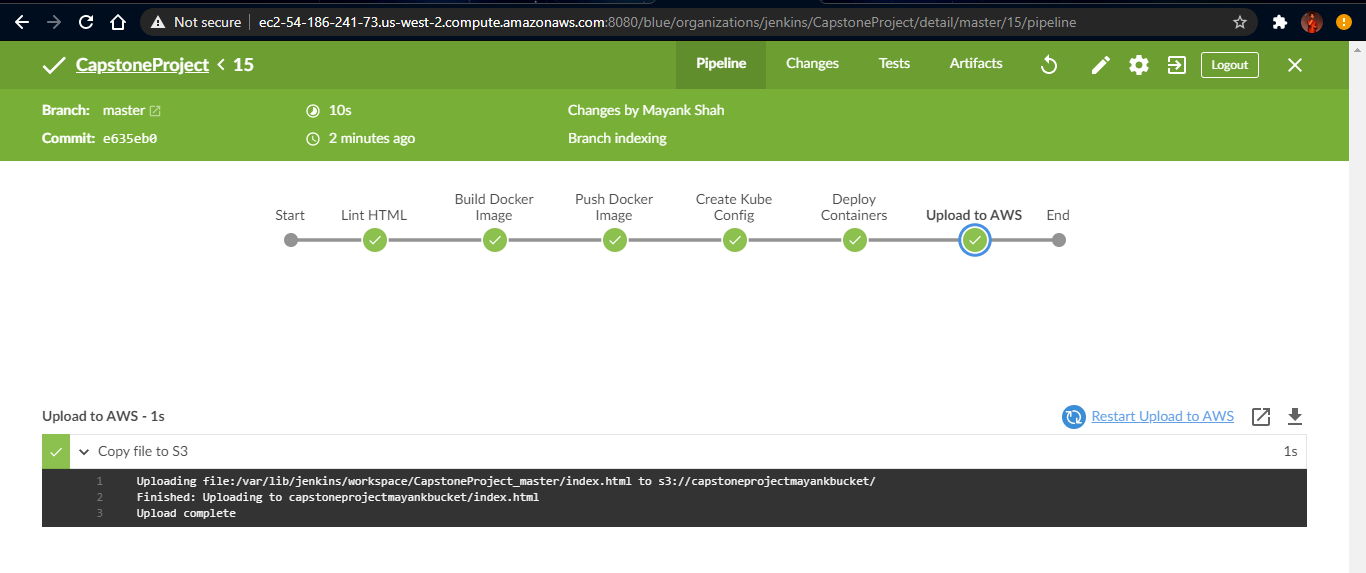 Not secure ec2-54-186-241-73.us-west-2.compute.amazonaws.com:8080/blue/organizations/jenkins/CapstoneProject/detail/master/15/pipeline
CapstoneProject < 15 Pipeline Changes Tests Artifacts Logout
Branch: master 10s Changes by Mayank Shah
Commit: e635eb0 2 minutes ago Branch indexing
Start Lint HTML Build Docker Image Push Docker Image Create Kube Config Deploy Containers Upload to AWS End
Upload to AWS - 1s Restart Upload to AWS
Copy file to S3 1s
1 Uploading file:/var/lib/jenkins/workspace/CapstoneProject_master/index.html to s3://capstoneprojectmayankbucket/
2 Finished: Uploading to capstoneprojectmayankbucket/index.html
3 Upload complete